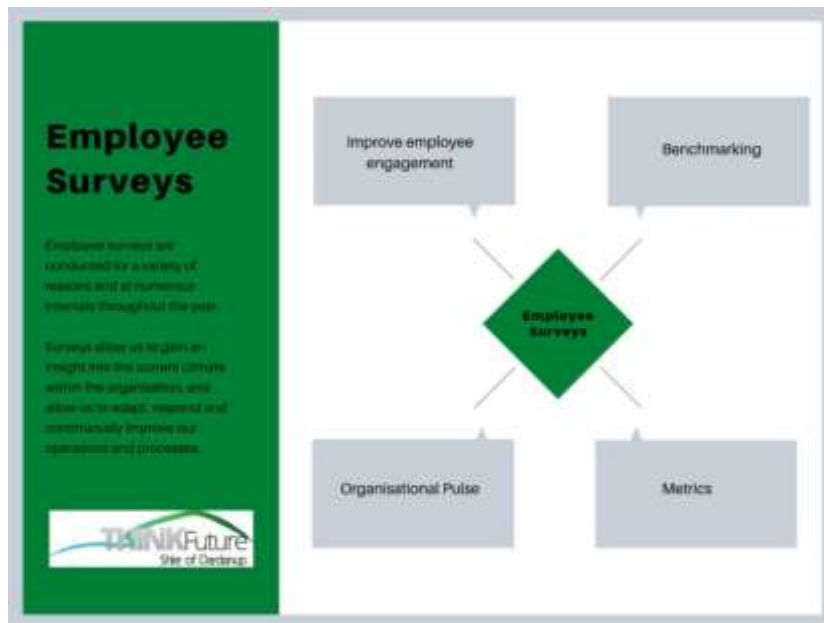 Employee
Surveys
Employee surveys are
conducted for a variety of
reasons and at numerous
intervals throughout the year.
Surveys allow us to gain an
insight into the current climate
within the organisation, and
allow us to adapt, respond and
continuously improve our
operations and processes.
THINKFuture
Shire of Dardanup
Improve employee
engagement
Benchmarking
Employee
Surveys
Organisational Pulse
Metrics